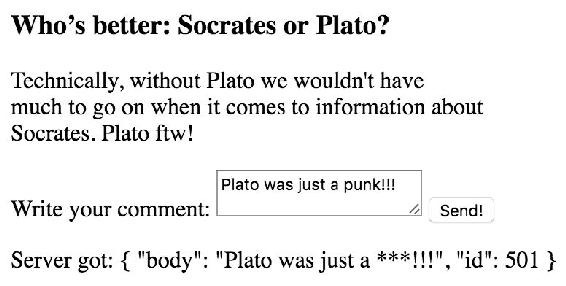 Who’s better: Socrates or Plato?
Technically, without Plato we wouldn't have
much to go on when it comes to information about
Socrates. Plato ftw!
Plato was just a punk!!!
Write your comment:
Send!
Server got: { "body": "Plato was just a ***!!!", "id": 501 }